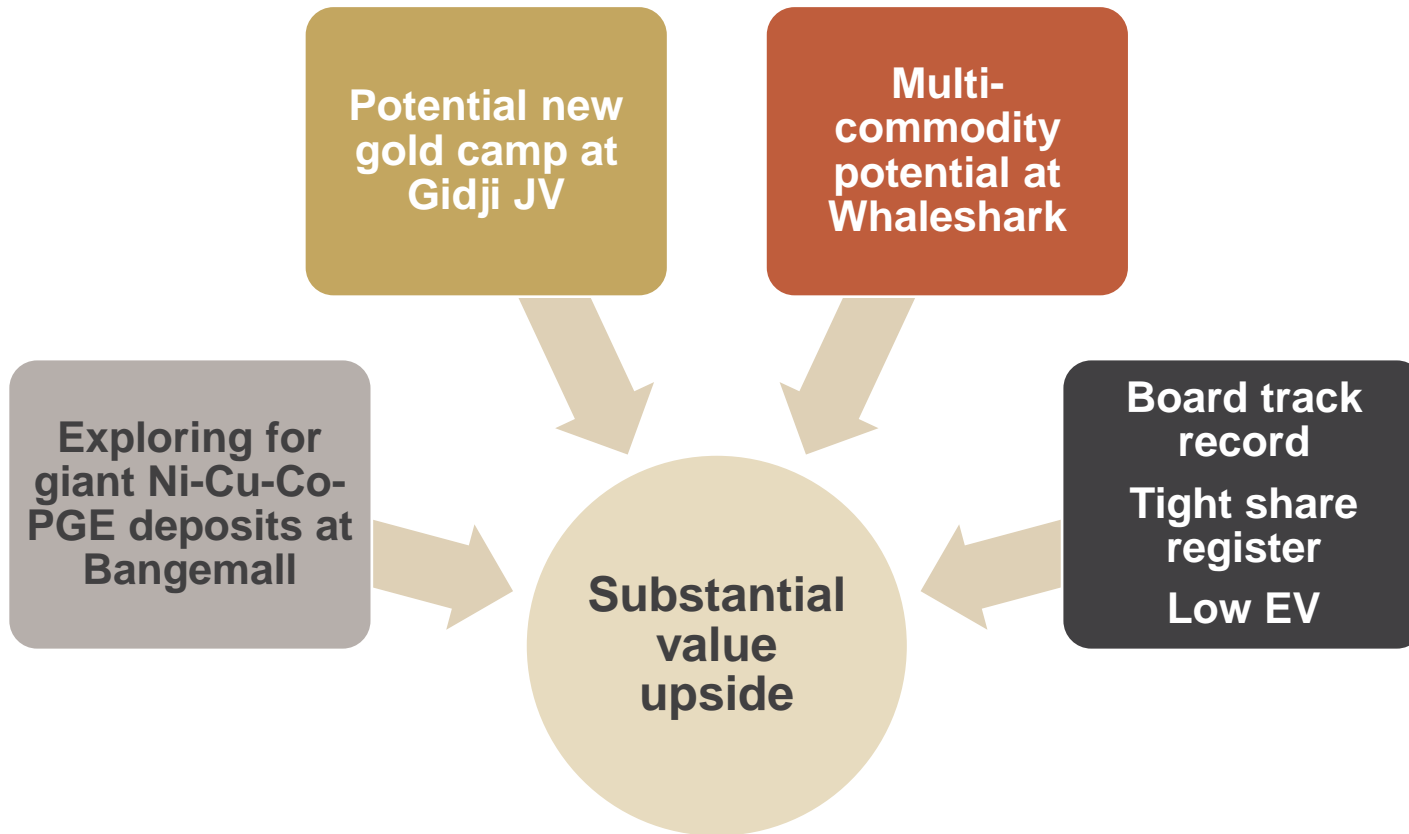 Potential new
gold camp at
Gidji JV
Multi-
commodity
potential at
Whaleshark
Exploring for
giant Ni-Cu-Co-
PGE deposits at
Bangemall
Board track
record
Tight share
register
Low EV
Substantial
value
upside